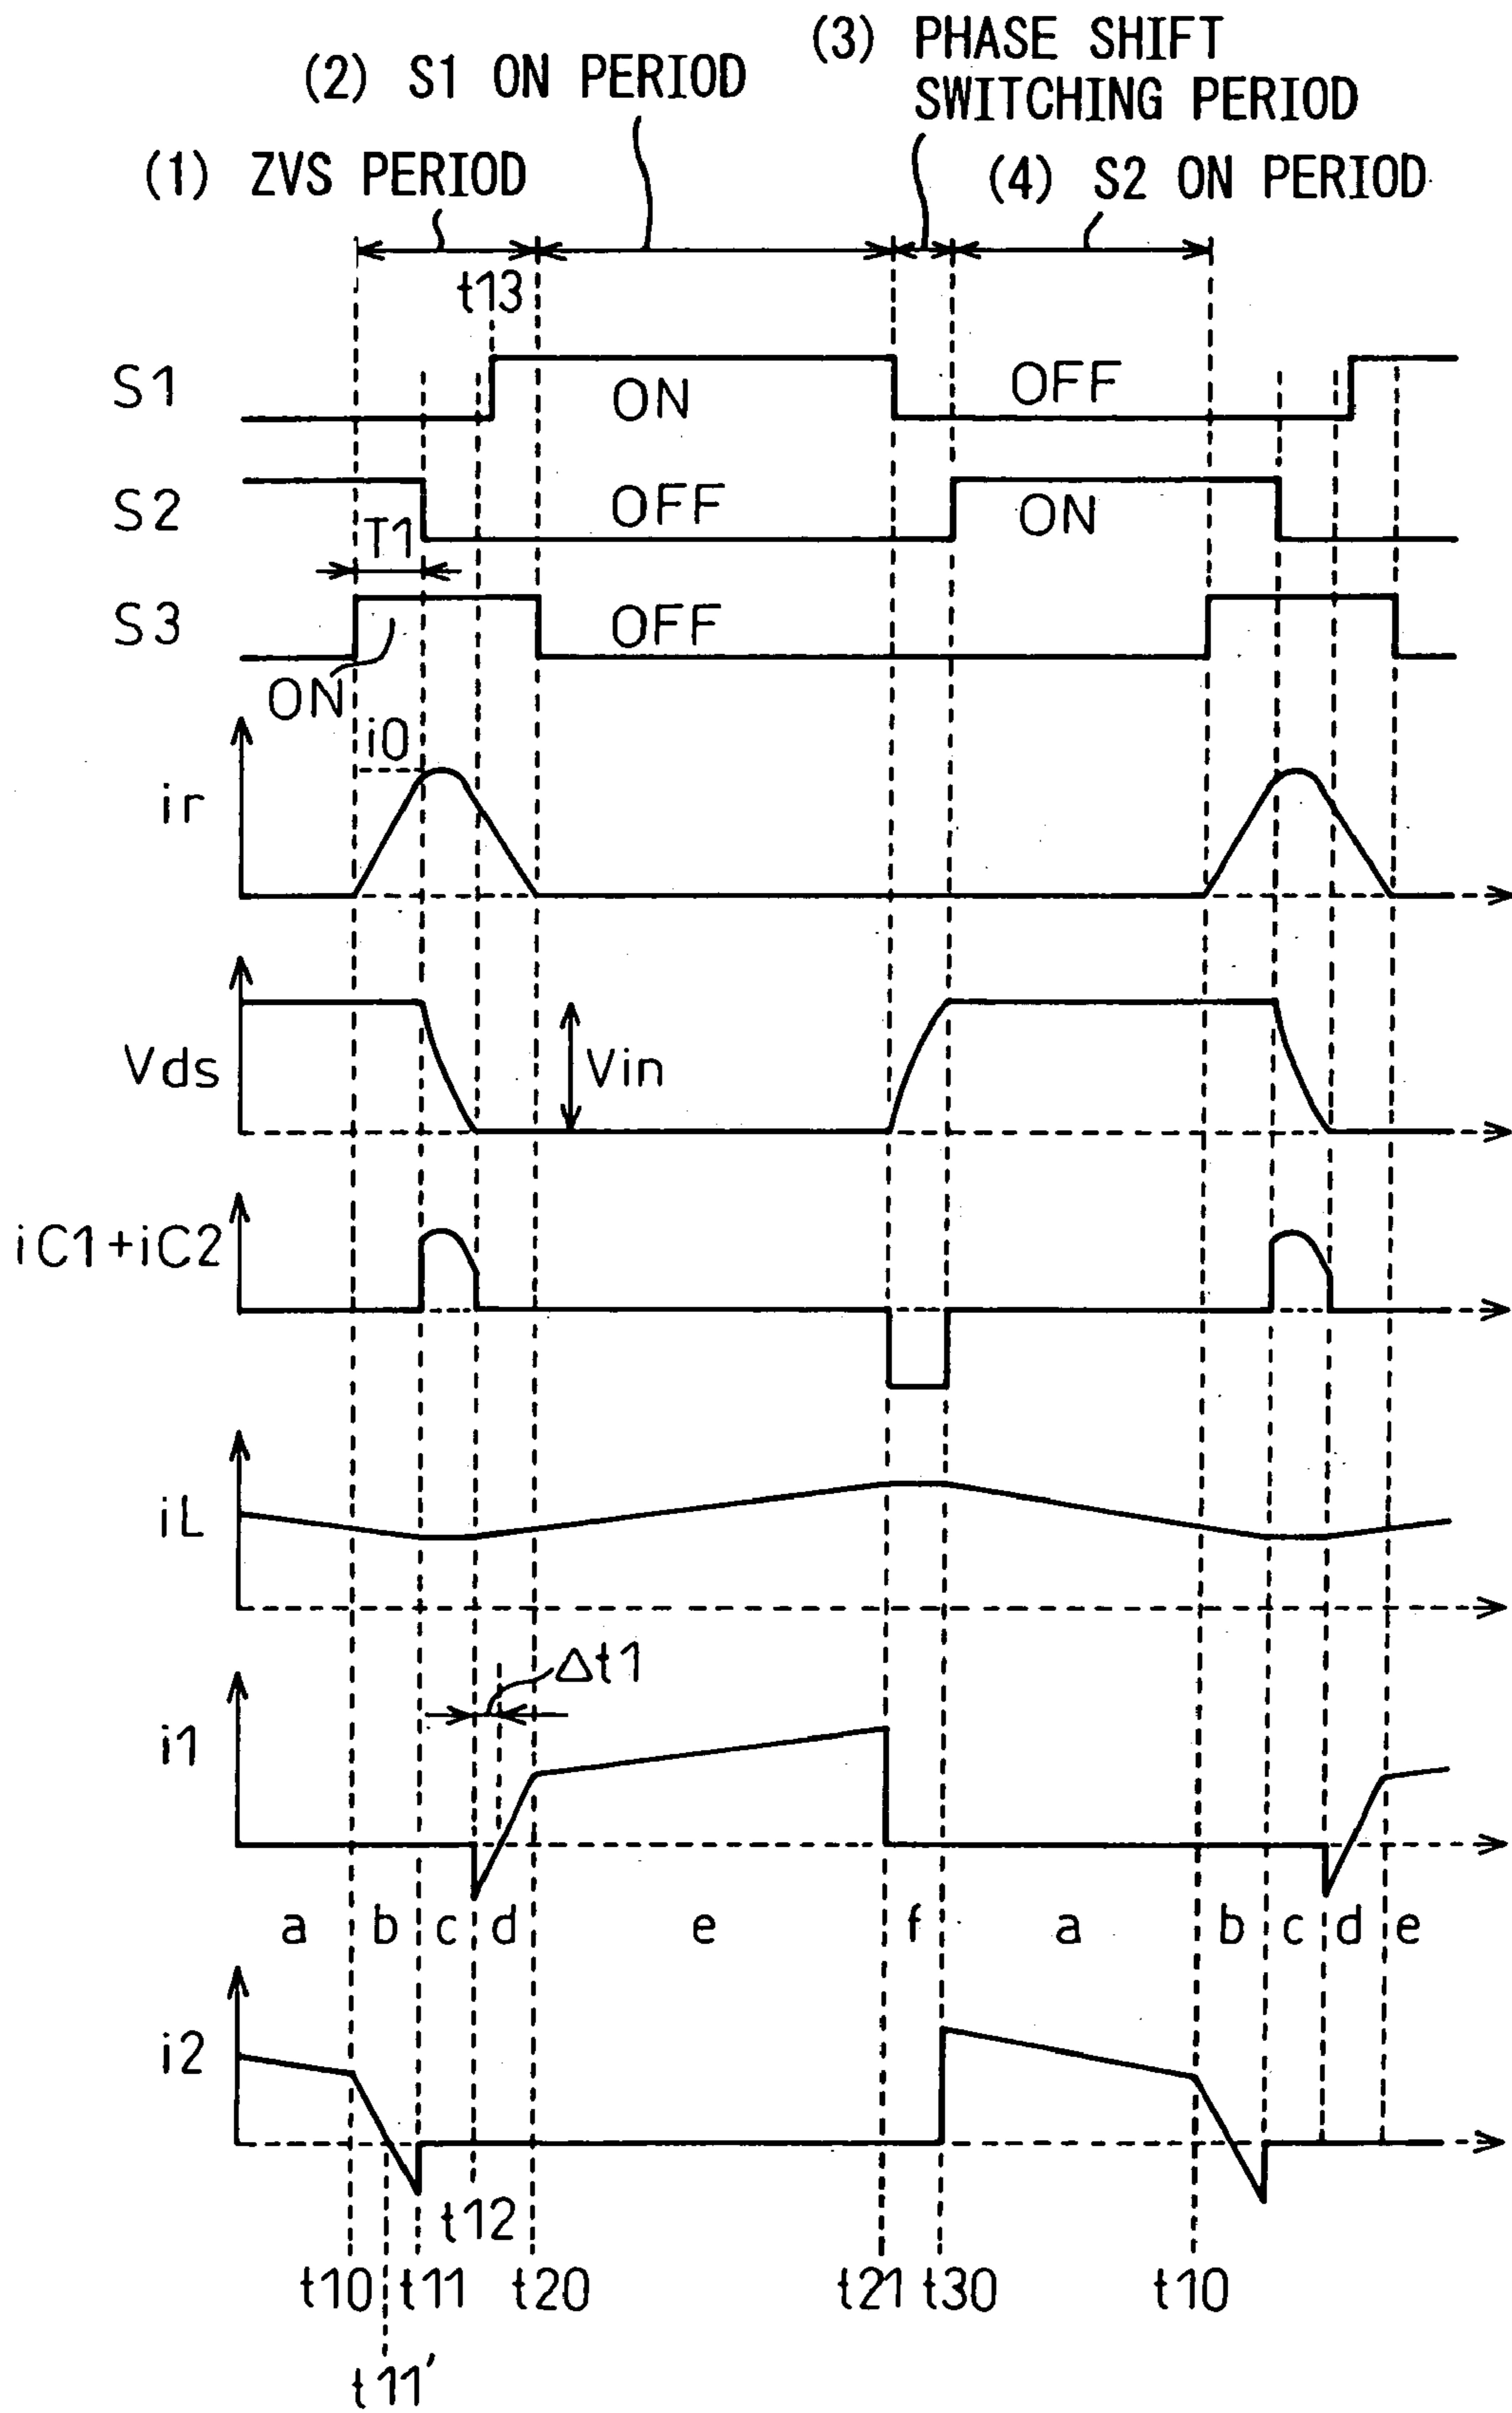 (3) PHASE SHIFT
SWITCHING PERIOD
(2) S1 ON PERIOD
(1) ZVS PERIOD
(4) S2 ON PERIOD
t13
S1
ON
OFF
S2
OFF
ON
T1
S3
OFF
ON
i0
ir
Vds
Vin
iC1+iC2
iL
Δt1
i1
a b c d e f a b c d e
i2
t12
t10 t11 t20 t21 t30 t10
t11'